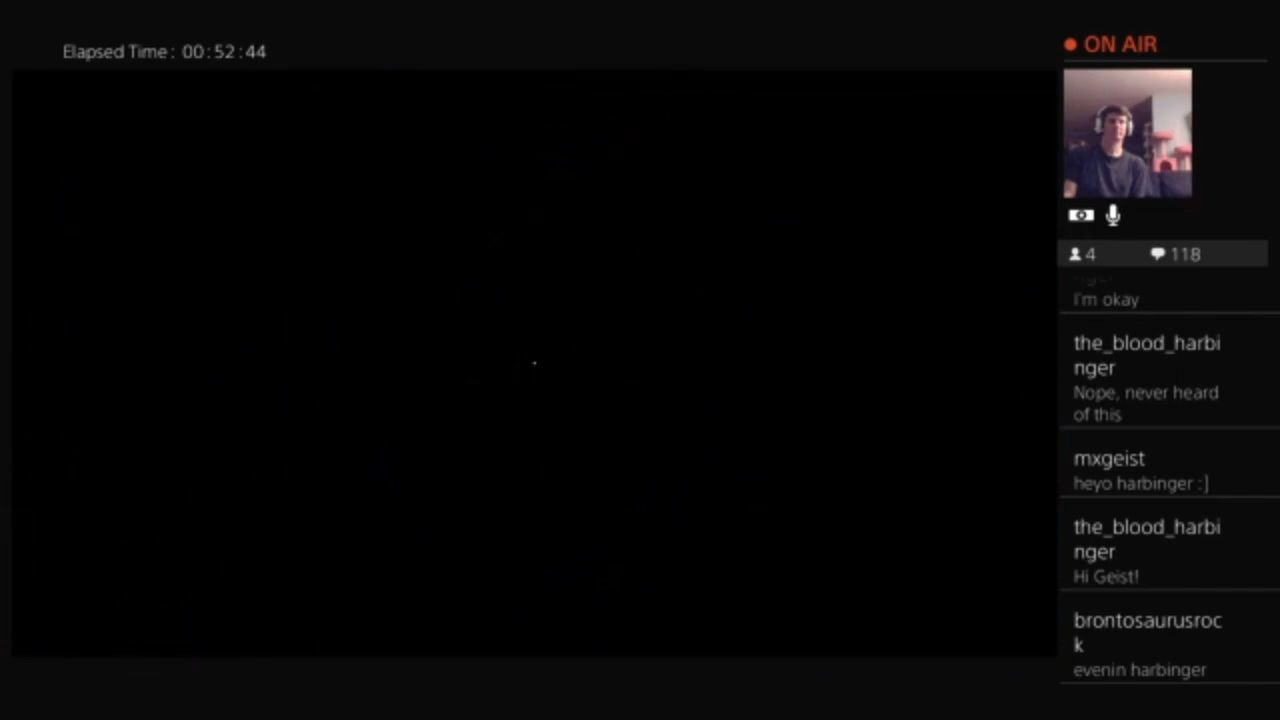 Elapsed Time: 00:52:44
ON AIR
4 118
I'm okay
the_blood_harbi
nger
Nope, never heard
of this
mxgeist
heyo harbinger :]
the_blood_harbi
nger
Hi Geist!
brontosaurusroc
k
evenin harbinger